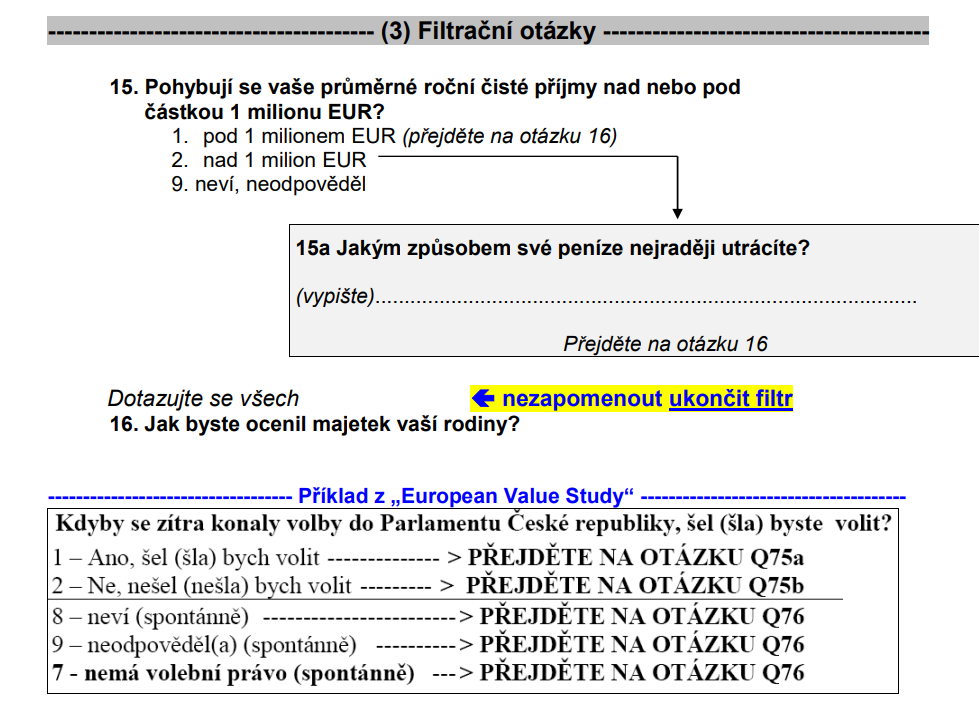 ---------------------------------------- (3) Filtrační otázky ----------------------------------------
15. Pohybují se vaše průměrné roční čisté příjmy nad nebo pod
částkou 1 milionu EUR?
1. pod 1 milionem EUR (přejděte na otázku 16)
2. nad 1 milion EUR
9. neví, neodpověděl
15a Jakým způsobem své peníze nejraději utrácíte?
(vypište)............................................................................................
Přejděte na otázku 16
Dotazujte se všech 🡸 nezapomenout ukončit filtr
16. Jak byste ocenil majetek vaší rodiny?
----------------------------------- Příklad z „European Value Study“ --------------------------------------
Kdyby se zítra konaly volby do Parlamentu České republiky, šel (šla) byste volit?
1 – Ano, šel (šla) bych volit --------------- > PŘEJDĚTE NA OTÁZKU Q75a
2 – Ne, nešel (nešla) bych volit --------- > PŘEJDĚTE NA OTÁZKU Q75b
8 – neví (spontánně) --------------------------> PŘEJDĚTE NA OTÁZKU Q76
9 – neodpověděl(a) (spontánně) -----------> PŘEJDĚTE NA OTÁZKU Q76
7 - nemá volební právo (spontánně) ---> PŘEJDĚTE NA OTÁZKU Q76